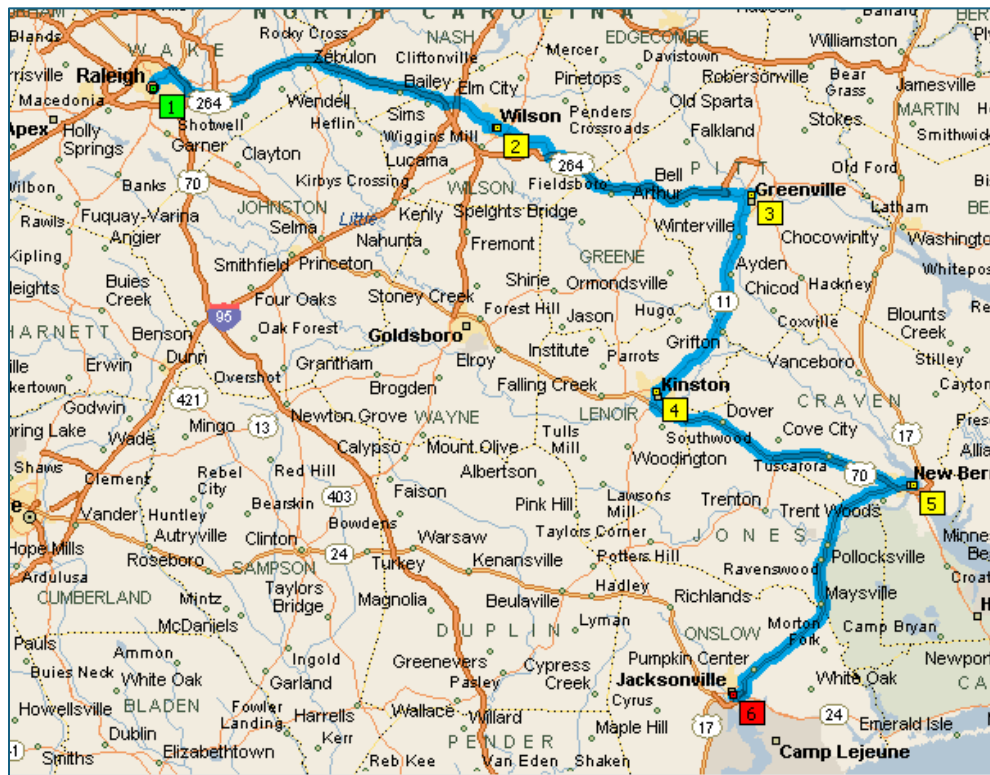 NORTH CAROLINA
Rocky Cross
NASH
EDGECOMBE
Blands
WAKE
Zebulon
Cliftonville
Mercer
Davistown
Williamston
Raleigh
Bailey
Elm City
Pinetops
Robersonville
Bear
Grass
Jamesville
Macedonia
264
Wendell
Sims
Wilson
Penders
Crossroads
Old Sparta
Stokes
MARTIN
1
Apex
Holly
Springs
Shotwell
Garner
Heflin
Wiggins Mill
2
Falkland
Smithwick
Clayton
Lucama
264
PITT
Old Ford
Wilbon
Banks
70
Kirbys Crossing
WILSON
Fieldsboro
Bell
Arthur
Greenville
Rawls
Fuquay-Varina
JOHNSTON
Little
Kenly
Speights Bridge
3
Latham
Angier
Selma
Nahunta
Fremont
Winterville
Chocowinity
Washington
Kipling
Smithfield
Princeton
GREENE
Ayden
Buies
Creek
Four Oaks
Stoney Creek
Shine
Ormondsville
Chicod
Hackney
95
Forest Hill
11
HARNETT
Benson
Oak Forest
Goldsboro
Jason
Hugo
Coxville
Blounts
Creek
Dunn
Grantham
Elroy
Institute
Grifton
Stilley
Erwin
Overshot
Parrots
Vanceboro
Brogden
Falling Creek
Kinston
421
Godwin
Newton Grove
WAYNE
LENOIR
4
Dover
CRAVEN
Wade
Mingo
13
Calypso
Mount Olive
Tulls
Mill
Southwood
Cove City
17
Shaws
Clement
Rebel
City
Red Hill
Albertson
Woodington
Tuscarora
70
New Bern
403
Faison
Pink Hill
Lawsons
Mill
Trenton
Trent Woods
5
Vander
Huntley
Bearskin
Bowdens
Taylors Corner
JONES
Hope Mills
Autryville
Clinton
24
Warsaw
Potters Hill
Pollocksville
Roseboro
SAMPSON
Turkey
Kenansville
Ravenswood
Ardulusa
CUMBERLAND
Mintz
Taylors
Bridge
Magnolia
Beulaville
Hadley
Richlands
Maysville
McDaniels
DUPLIN
Lyman
ONSLOW
Morton
Fork
Camp Bryan
Pauls
Ammon
Ingold
Greenevers
Cypress
Creek
Pumpkin Center
Newport
Buies Neck
White Oak
Garland
Pasley
Jacksonville
White Oak
Howellsville
BLADEN
Fowler
Landing
Harrells
Wallace
Willard
Cyrus
6
24
Emerald Isle
Dublin
Kerr
PENDER
Maple Hill
17
Smiths
Elizabethtown
Reb Kee
Van Eden
Shaken
Camp Lejeune